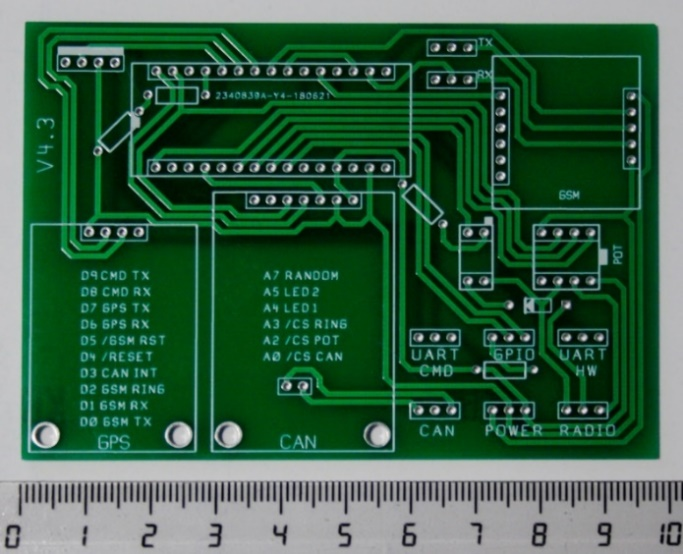 TX
RX
2340839A-Y4-180621
V4.3
GSM
POT
D9 CMD TX
D8 CMD RX
D7 GPS TX
D6 GPS RX
D5 /GSM RST
D4 /RESET
D3 CAN INT
D2 GSM RING
D1 GSM RX
D0 GSM TX
GPS
A7 RANDOM
A5 LED2
A4 LED1
A3 /CS RING
A2 /CS POT
A0 /CS CAN
CAN
UART
CMD
GPIO
UART
HW
CAN
POWER
RADIO
0 1 2 3 4 5 6 7 8 9 10